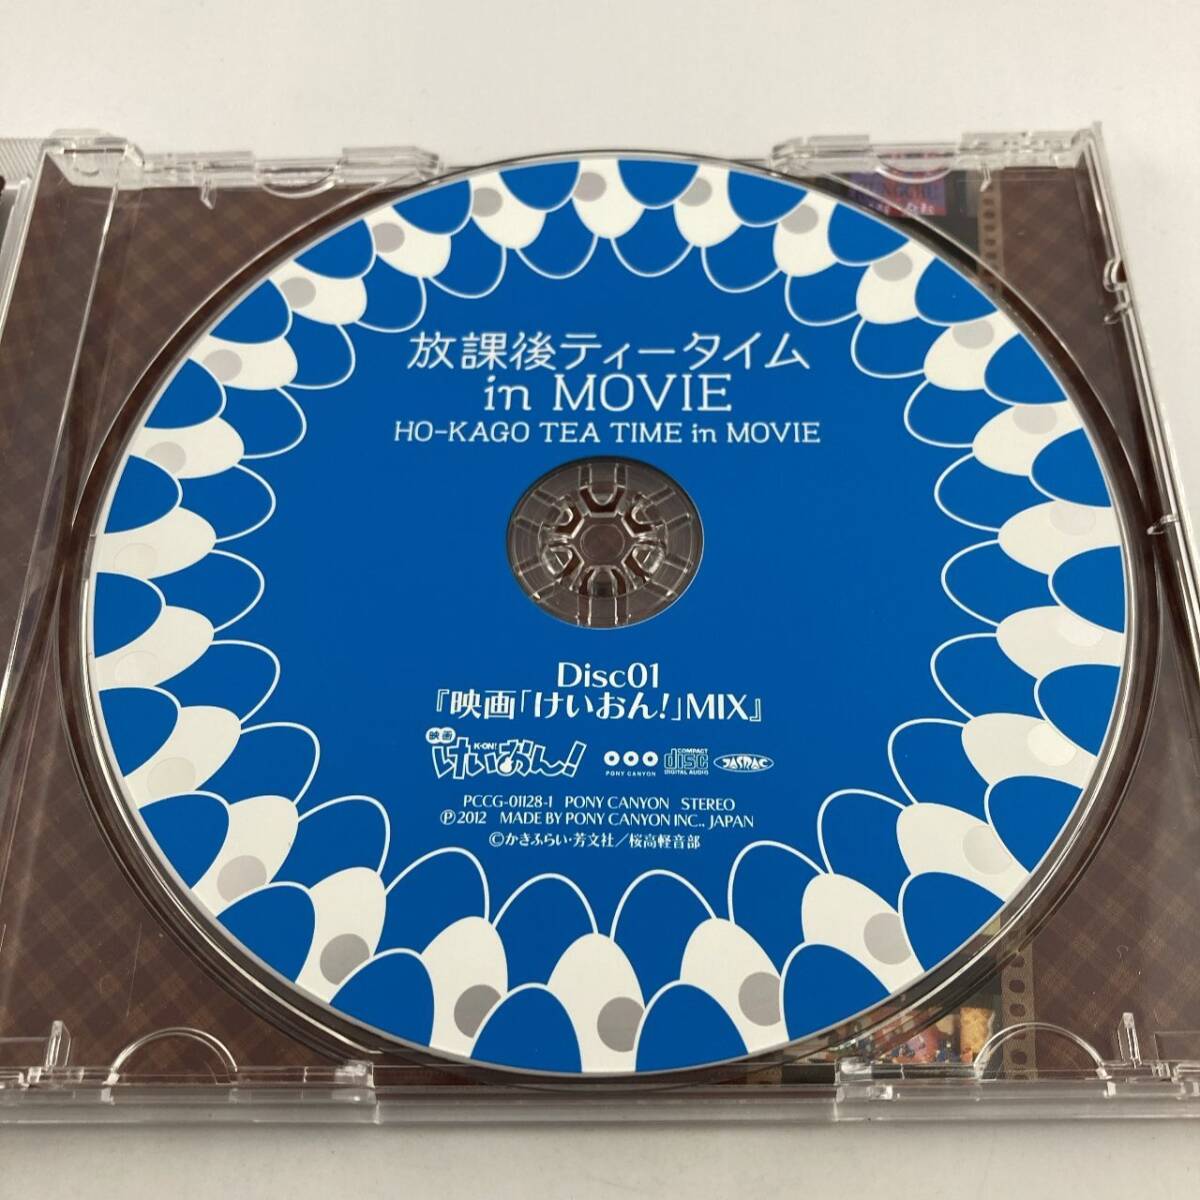 放課後ティータイム
in MOVIE
HO-KAGO TEA TIME in MOVIE
Disc01
『映画「けいおん!」MIX』
映画 けいおん! K-ON!
PONY CANYON
COMPACT disc DIGITAL AUDIO
JASRAC
PCCG-01128-1 PONY CANYON STEREO
Ⓟ2012 MADE BY PONY CANYON INC., JAPAN
©かきふらい・芳文社/桜高軽音部